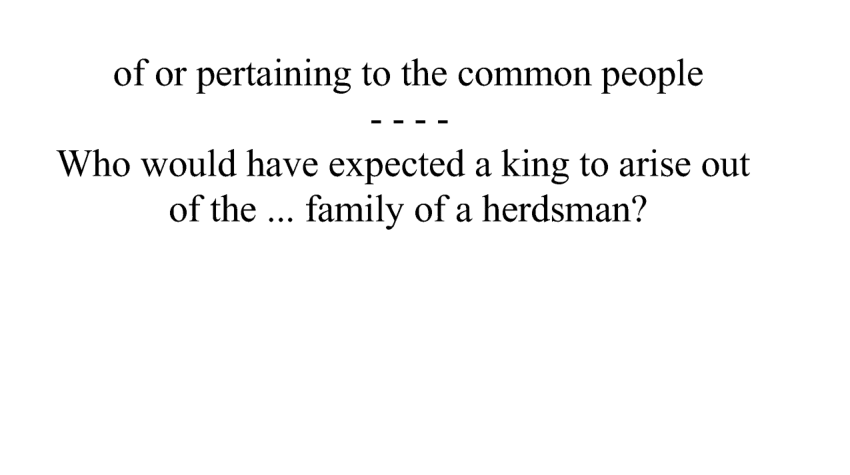 of or pertaining to the common people
- - - -
Who would have expected a king to arise out
of the ... family of a herdsman?